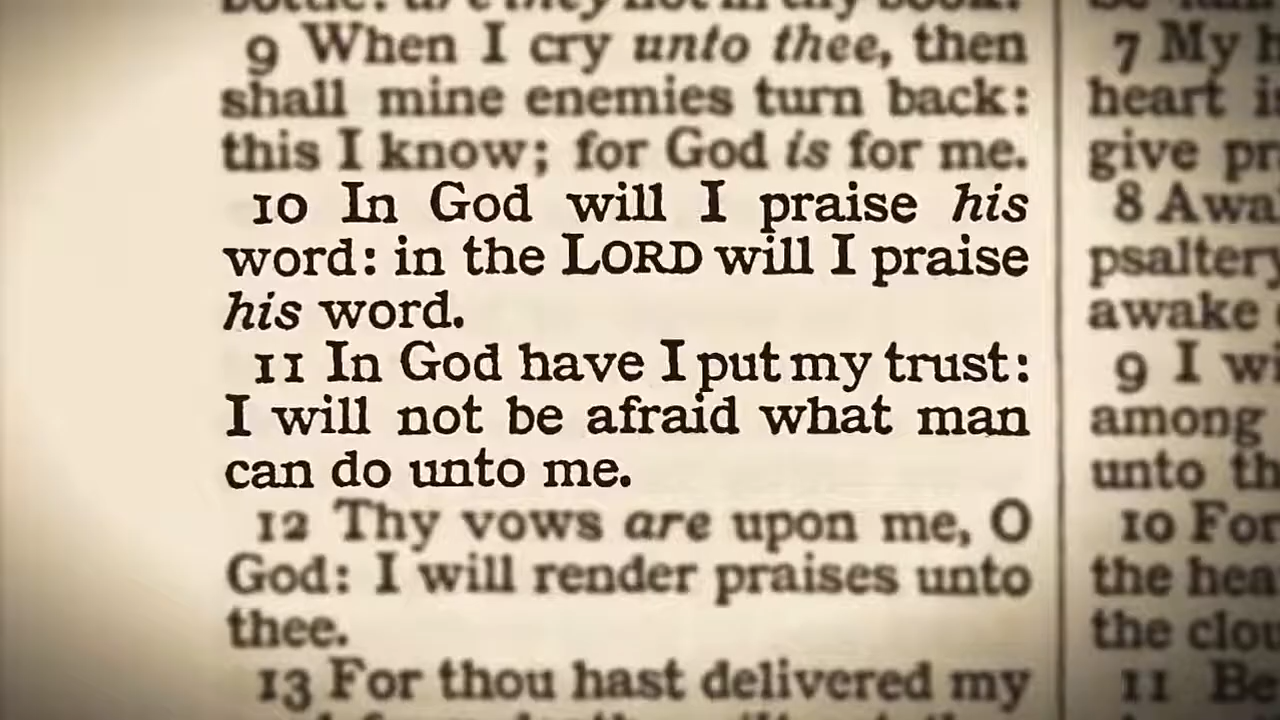 9 When I cry unto thee, then
shall mine enemies turn back:
this I know; for God is for me.
10 In God will I praise his
word: in the LORD will I praise
his word.
11 In God have I put my trust:
I will not be afraid what man
can do unto me.
12 Thy vows are upon me, O
God: I will render praises unto
thee.
13 For thou hast delivered my
7 My
heart
give
8
psaltery
awake
9 I
among
unto
10 For
the
the
11